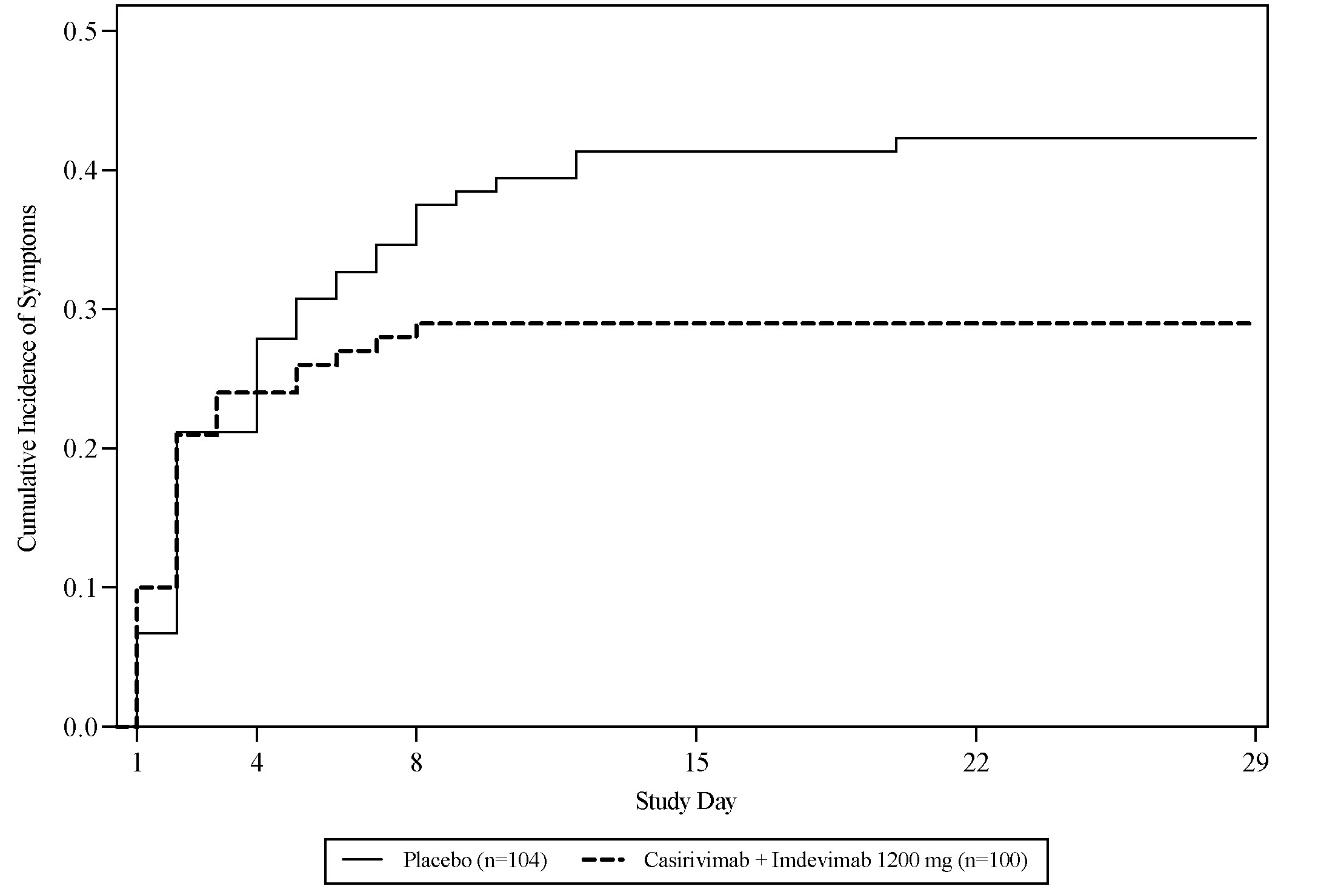 0.5
0.4
0.3
0.2
0.1
0.0
Cumulative Incidence of Symptoms
1 4 8 15 22 29
Study Day
Placebo (n=104) Casirivimab + Imdevimab 1200 mg (n=100)